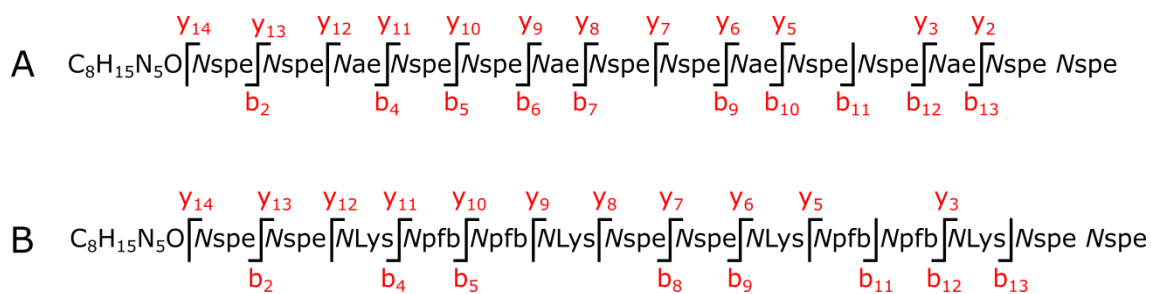 y14 y13 y12 y11 y10 y9 y8 y7 y6 y5 y3 y2
A C8H15N5O Nspe Nspe Nae Nspe Nspe Nae Nspe Nspe Nae Nspe Nspe Nae Nspe Nspe
b2 b4 b5 b6 b7 b9 b10 b11 b12 b13
y14 y13 y12 y11 y10 y9 y8 y7 y6 y5 y3
B C8H15N5O Nspe Nspe NLys Npfb Npfb NLys Nspe Nspe NLys Npfb Npfb NLys Nspe Nspe
b2 b4 b5 b8 b9 b11 b12 b13